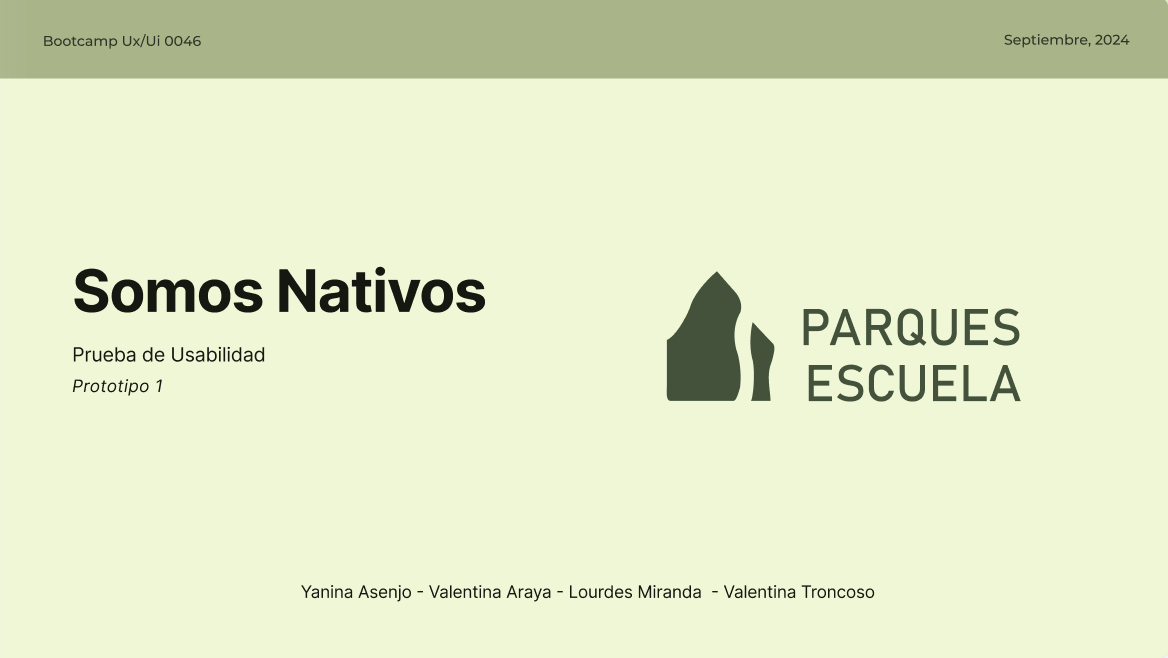 Bootcamp Ux/Ui 0046
Septiembre, 2024
Somos Nativos
Prueba de Usabilidad
Prototipo 1
PARQUES
ESCUELA
Yanina Asenjo - Valentina Araya - Lourdes Miranda  - Valentina Troncoso